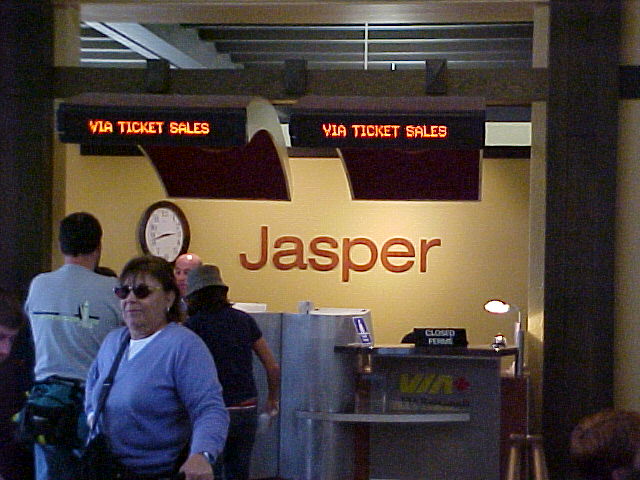 VIA TICKET SALES
VIA TICKET SALES
Jasper
CLOSED
FERMÉ
VIA